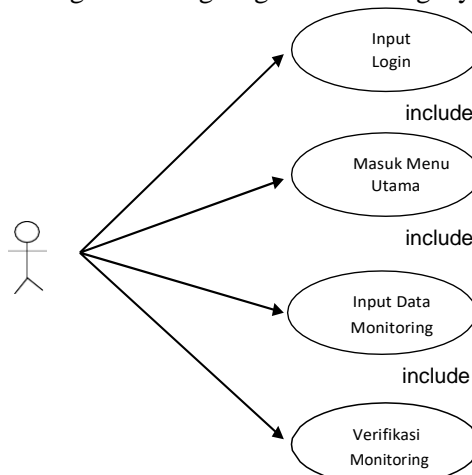 Input
Login
include
Masuk Menu
Utama
include
Input Data
Monitoring
include
Verifikasi
Monitoring